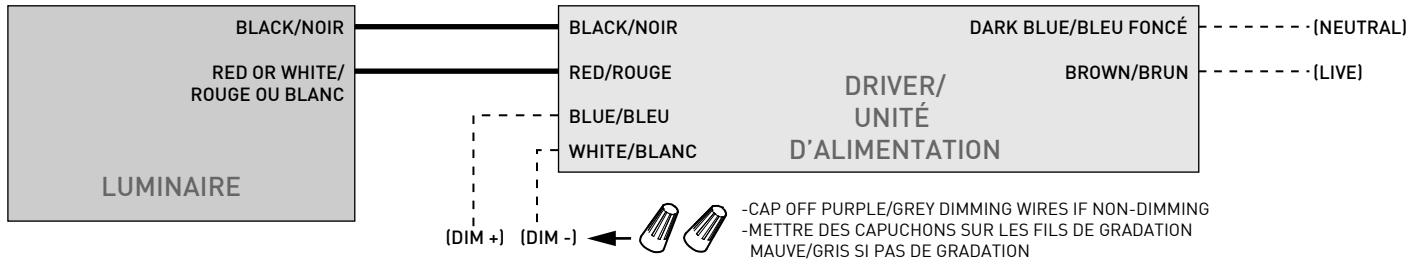 BLACK/NOIR
RED OR WHITE/
ROUGE OU BLANC
LUMINAIRE
BLACK/NOIR
RED/ROUGE
BLUE/BLEU
WHITE/BLANC
DRIVER/
UNITÉ
D'ALIMENTATION
DARK BLUE/BLEU FONCÉ
BROWN/BRUN
(NEUTRAL)
(LIVE)
(DIM +)
(DIM -)
-CAP OFF PURPLE/GREY DIMMING WIRES IF NON-DIMMING
-METTRE DES CAPUCHONS SUR LES FILS DE GRADATION
MAUVE/GRIS SI PAS DE GRADATION